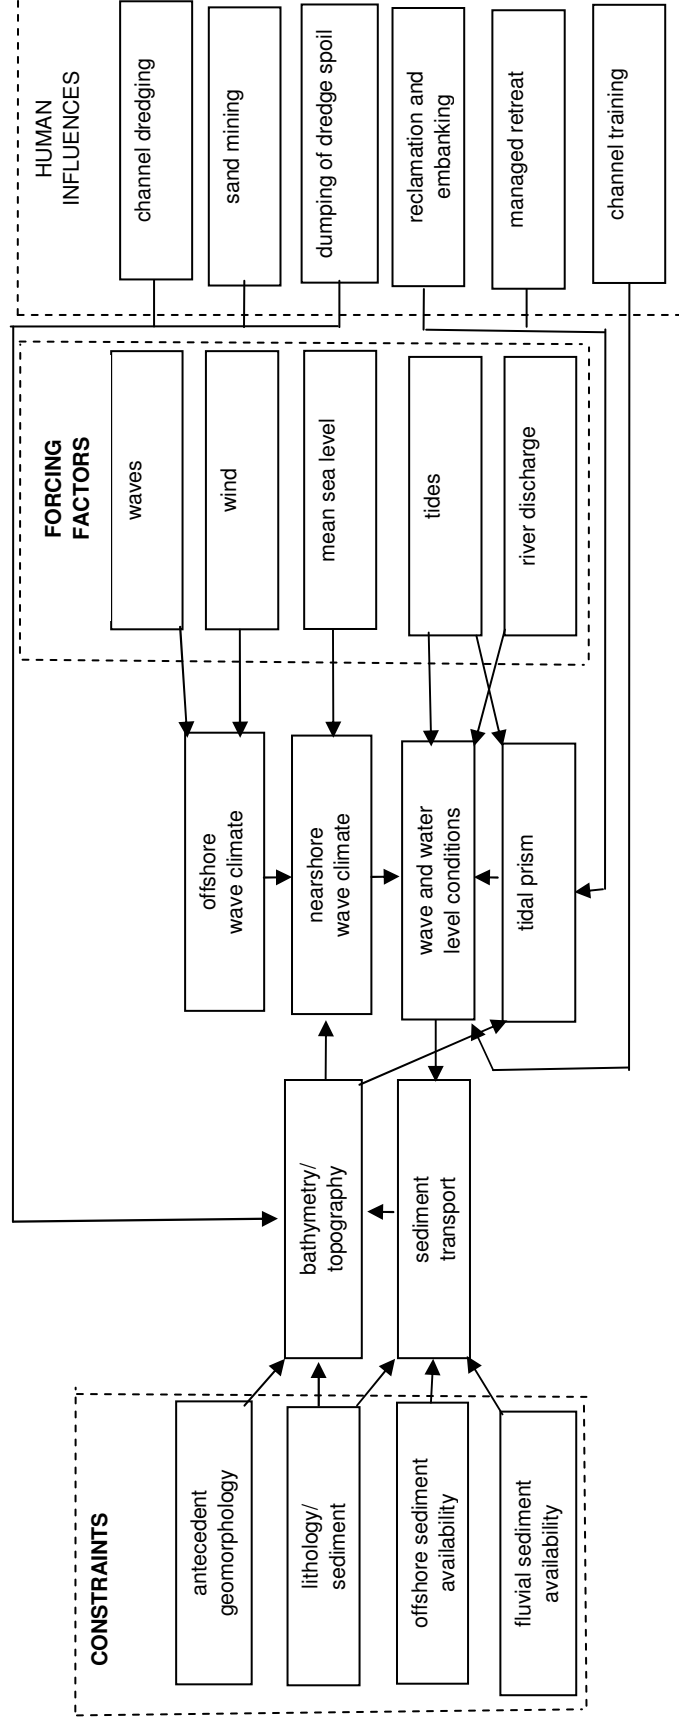 CONSTRAINTS
antecedent
geomorphology
lithology/
sediment
offshore sediment
availability
fluvial sediment
availability
bathymetry/
topography
sediment
transport
offshore
wave climate
nearshore
wave climate
wave and water
level conditions
tidal prism
FORCING
FACTORS
waves
wind
mean sea level
tides
river discharge
HUMAN
INFLUENCES
channel dredging
sand mining
dumping of dredge spoil
reclamation and
embanking
managed retreat
channel training